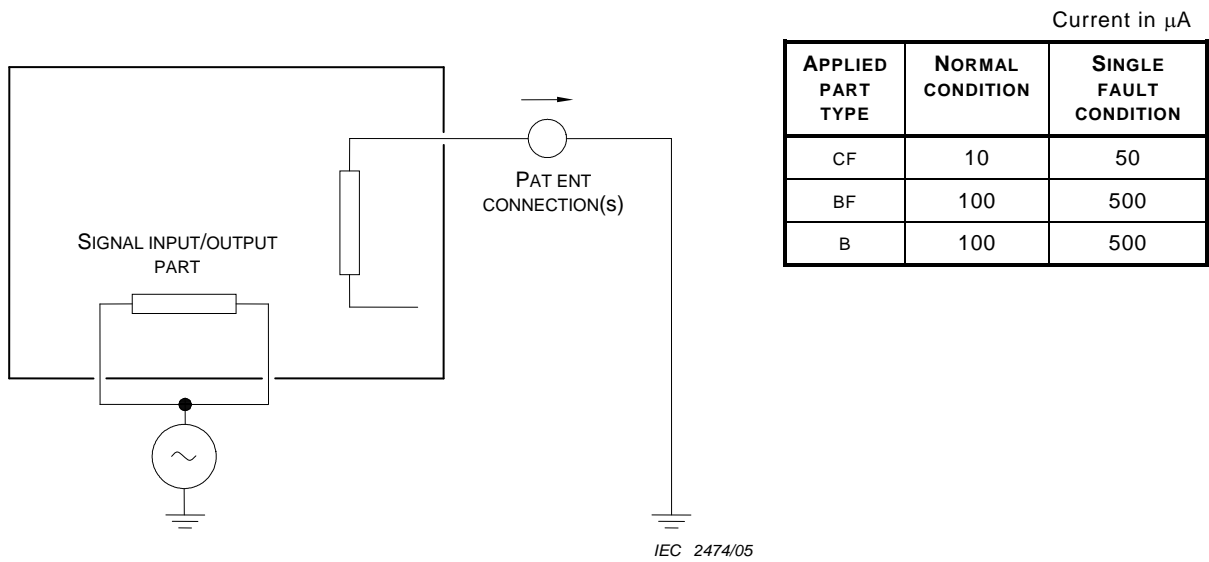 Current in μA
APPLIED PART TYPE
NORMAL CONDITION
SINGLE FAULT CONDITION
CF 10 50
BF 100 500
B 100 500
PAT ENT
CONNECTION(S)
SIGNAL INPUT/OUTPUT
PART
IEC 2474/05